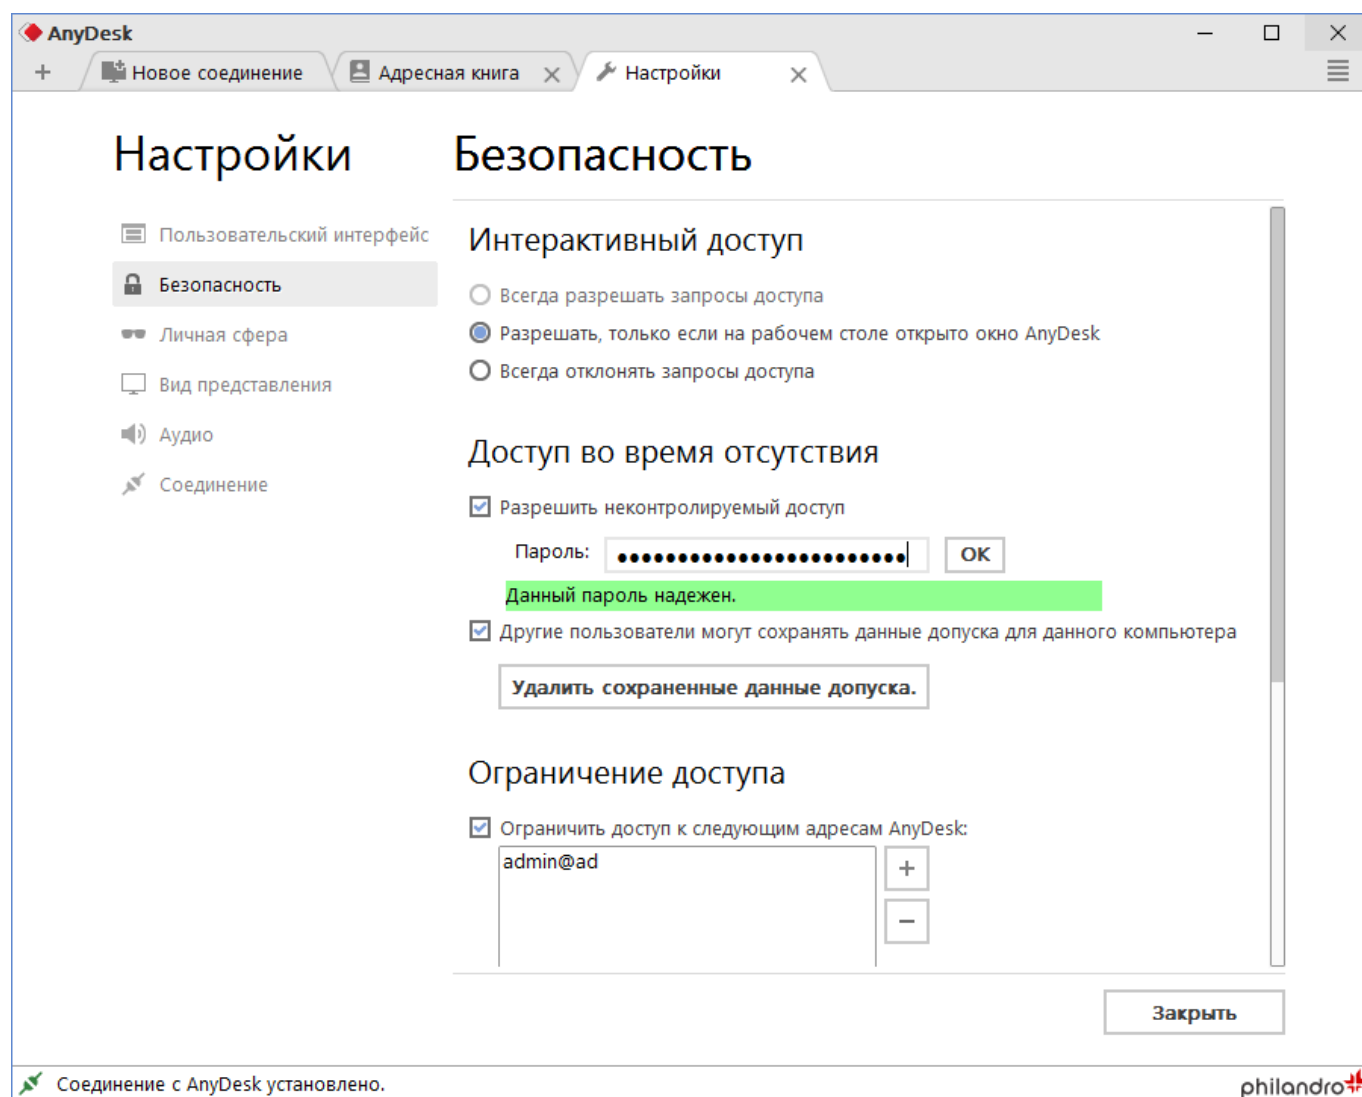 AnyDesk
Новое соединение
Адресная книга
Настройки
Настройки
Безопасность
Пользовательский интерфейс
Безопасность
Личная сфера
Вид представления
Аудио
Соединение
Интерактивный доступ
Всегда разрешать запросы доступа
Разрешать, только если на рабочем столе открыто окно AnyDesk
Всегда отклонять запросы доступа
Доступ во время отсутствия
Разрешить неконтролируемый доступ
Пароль: ●●●●●●●●●●●●●●●●●●●●●●●● OK
Данный пароль надежен.
Другие пользователи могут сохранять данные допуска для данного компьютера
Удалить сохраненные данные допуска.
Ограничение доступа
Ограничить доступ к следующим адресам AnyDesk:
admin@ad
Закрыть
Соединение с AnyDesk установлено.
philandro